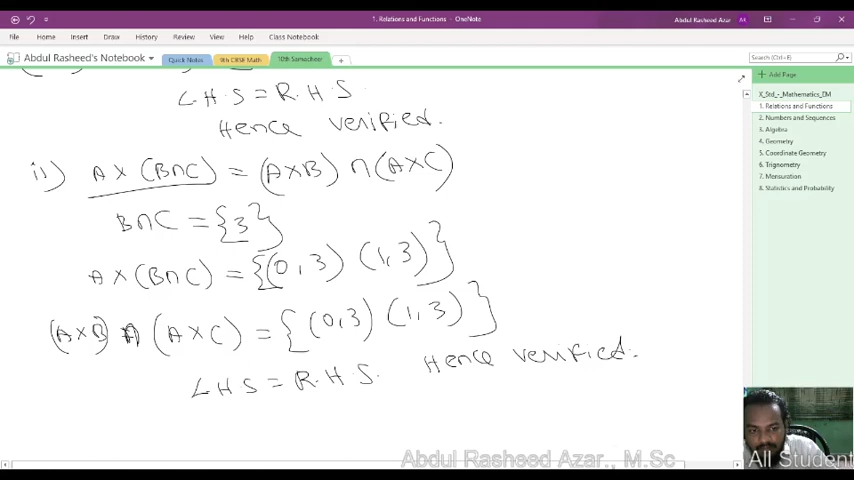 1. Relations and Functions - OneNote
Abdul Rasheed Azar
AR
File Home Insert Draw History Review View Help Class Notebook
Abdul Rasheed's Notebook
Quick Notes
9th CBSE Math
10th Samacheer
Search (Ctrl+E)
Add Page
X_Std_-_Mathematics_EM
1. Relations and Functions
2. Numbers and Sequences
3. Algebra
4. Geometry
5. Coordinate Geometry
6. Trignometry
7. Mensuration
8. Statistics and Probability
L.H.S = R.H.S.
Hence verified.
ii) A × (B∩C) = (A×B) ∩ (A×C)
B∩C = {3}
A × (B∩C) = {(0,3) (1,3)}
(A×B) ∩ (A×C) = {(0,3) (1,3)}
LHS = R.H.S. Hence verified.
Abdul Rasheed Azar., M.Sc
All Student